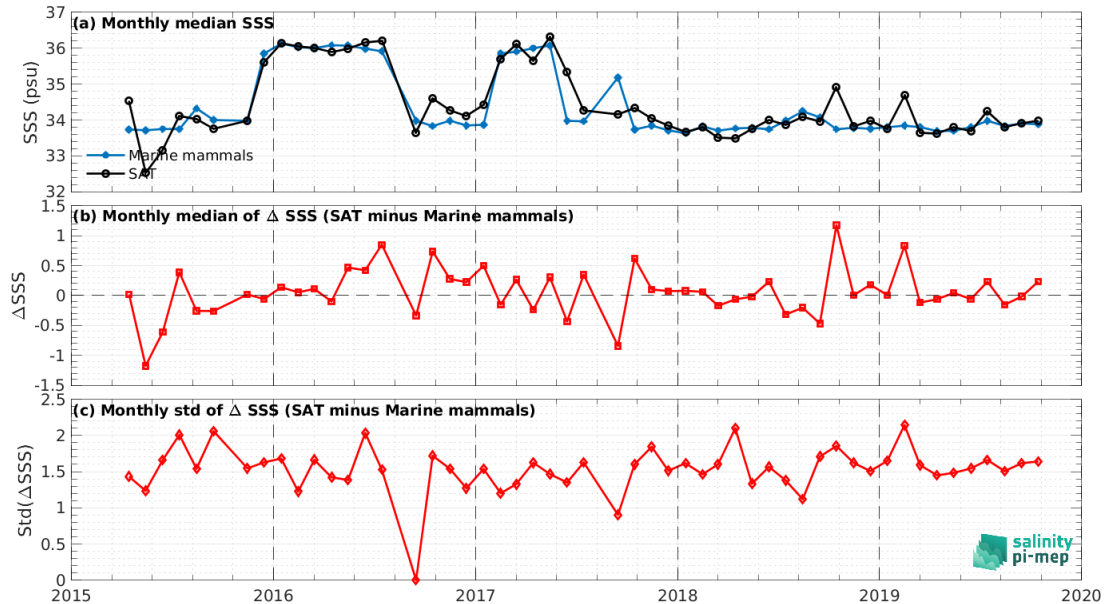 (a) Monthly median SSS
SSS (psu)
37
36
35
34
33
32
Marine mammals
SAT
(b) Monthly median of Δ SSS (SAT minus Marine mammals)
ΔSSS
1.5
1
0.5
0
-0.5
-1
-1.5
(c) Monthly std of Δ SSS (SAT minus Marine mammals)
Std(ΔSSS)
2.5
2
1.5
1
0.5
0
salinity
pi-mep
2015 2016 2017 2018 2019 2020